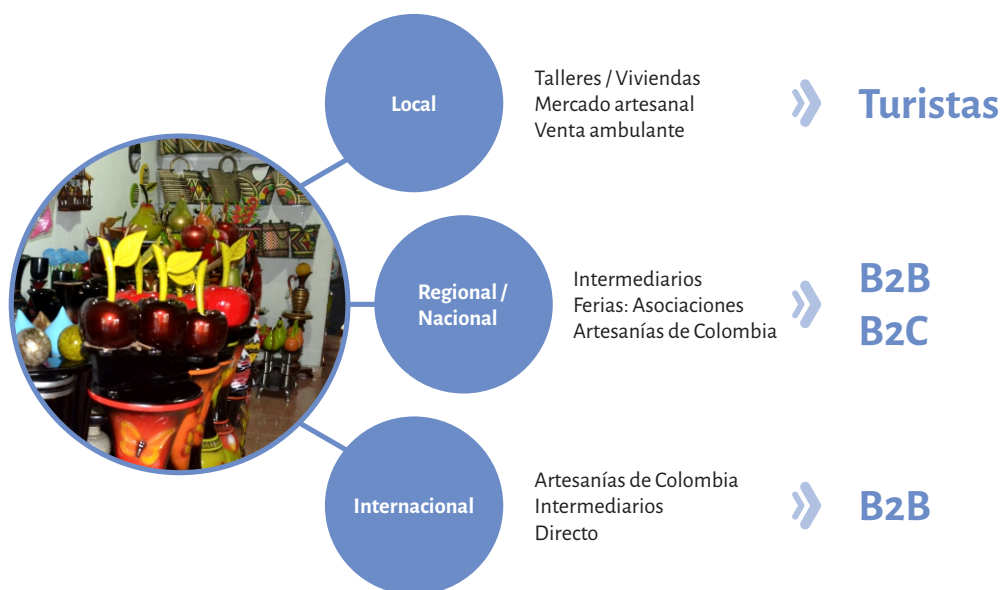 Local
Talleres / Viviendas
Mercado artesanal
Venta ambulante
Turistas
Regional /
Nacional
Intermediarios
Ferias: Asociaciones
Artesanías de Colombia
B2B
B2C
Internacional
Artesanías de Colombia
Intermediarios
Directo
B2B